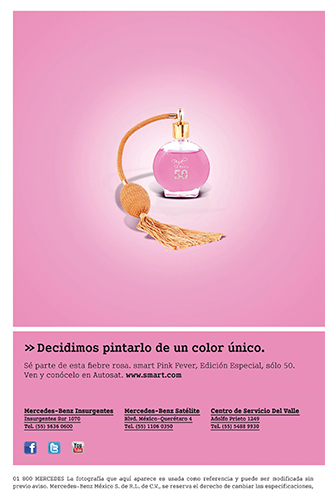 50
>> Decidimos pintarlo de un color único.
Sé parte de esta fiebre rosa. smart Pink Fever, Edición Especial, sólo 50.
Ven y conócelo en Autosat. www.smart.com
Mercedes-Benz Insurgentes
Insurgentes Sur 1070
Tel. (55) 5636 0600
Mercedes-Benz Satélite
Blvd. México-Querétaro 4
Tel. (55) 1106 0350
Centro de Servicio Del Valle
Adolfo Prieto 1249
Tel. (55) 5488 9930
f
You Tube
01 800 MERCEDES La fotografía que aquí aparece es usada como referencia y puede ser modificada sin
previo aviso. Mercedes-Benz México S. de R.L. de C.V., se reserva el derecho de cambiar las especificaciones,